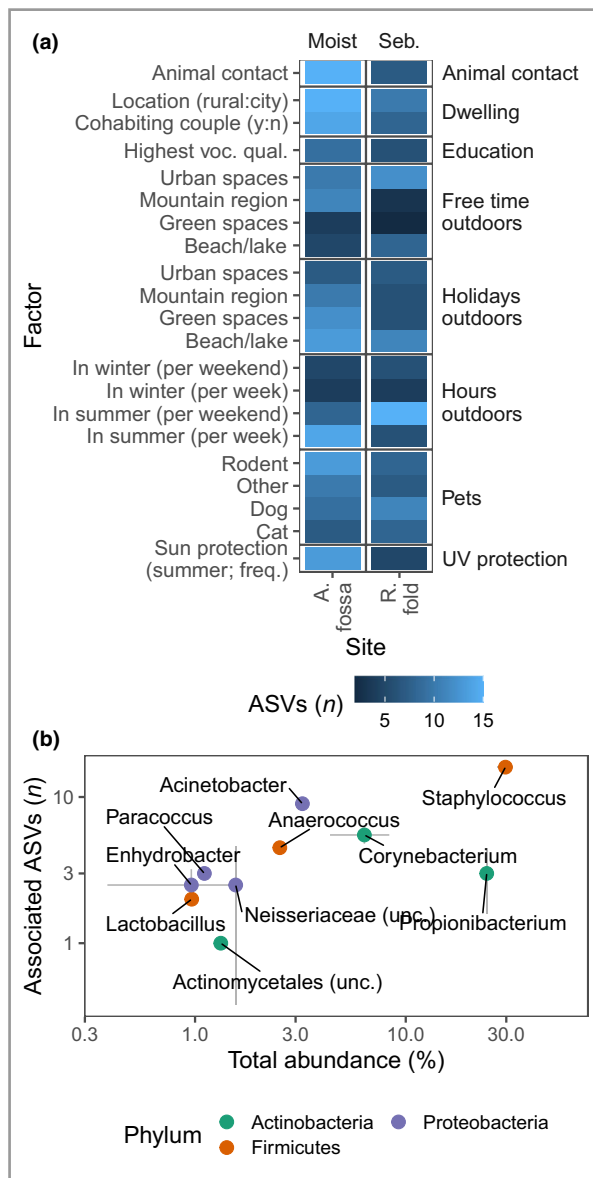 (a)
Moist Seb.
Animal contact Animal contact
Location (rural:city)
Cohabiting couple (y:n)
Dwelling
Highest voc. qual. Education
Urban spaces
Mountain region
Green spaces
Beach/lake
Free time
outdoors
Urban spaces
Mountain region
Green spaces
Beach/lake
Holidays
outdoors
In winter (per weekend)
In winter (per week)
In summer (per weekend)
In summer (per week)
Hours
outdoors
Rodent
Other
Dog
Cat
Pets
Sun protection
(summer; freq.)
UV protection
Factor
A.
fossa
R.
fold
Site
ASVs (n)
5 10 15
(b)
Associated ASVs (n)
10
3
1
Acinetobacter
Staphylococcus
Paracoccus
Anaerococcus
Enhydrobacter
Corynebacterium
Lactobacillus
Neisseriaceae (unc.)
Propionibacterium
Actinomycetales (unc.)
0.3 1.0 3.0 10.0 30.0
Total abundance (%)
Phylum
Actinobacteria
Proteobacteria
Firmicutes